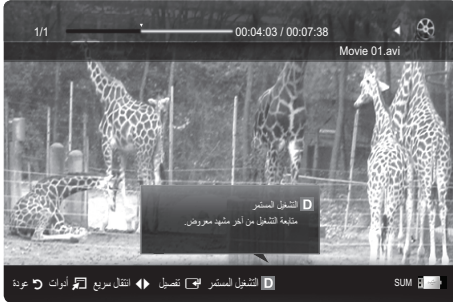 1/1
00:04:03 / 00:07:38
Movie 01.avi
D التشغيل المستمر
متابعة التشغيل من آخر مشهد معروض.
SUM
D التشغيل المستمر تفصيل انتقال سريع أدوات عودة